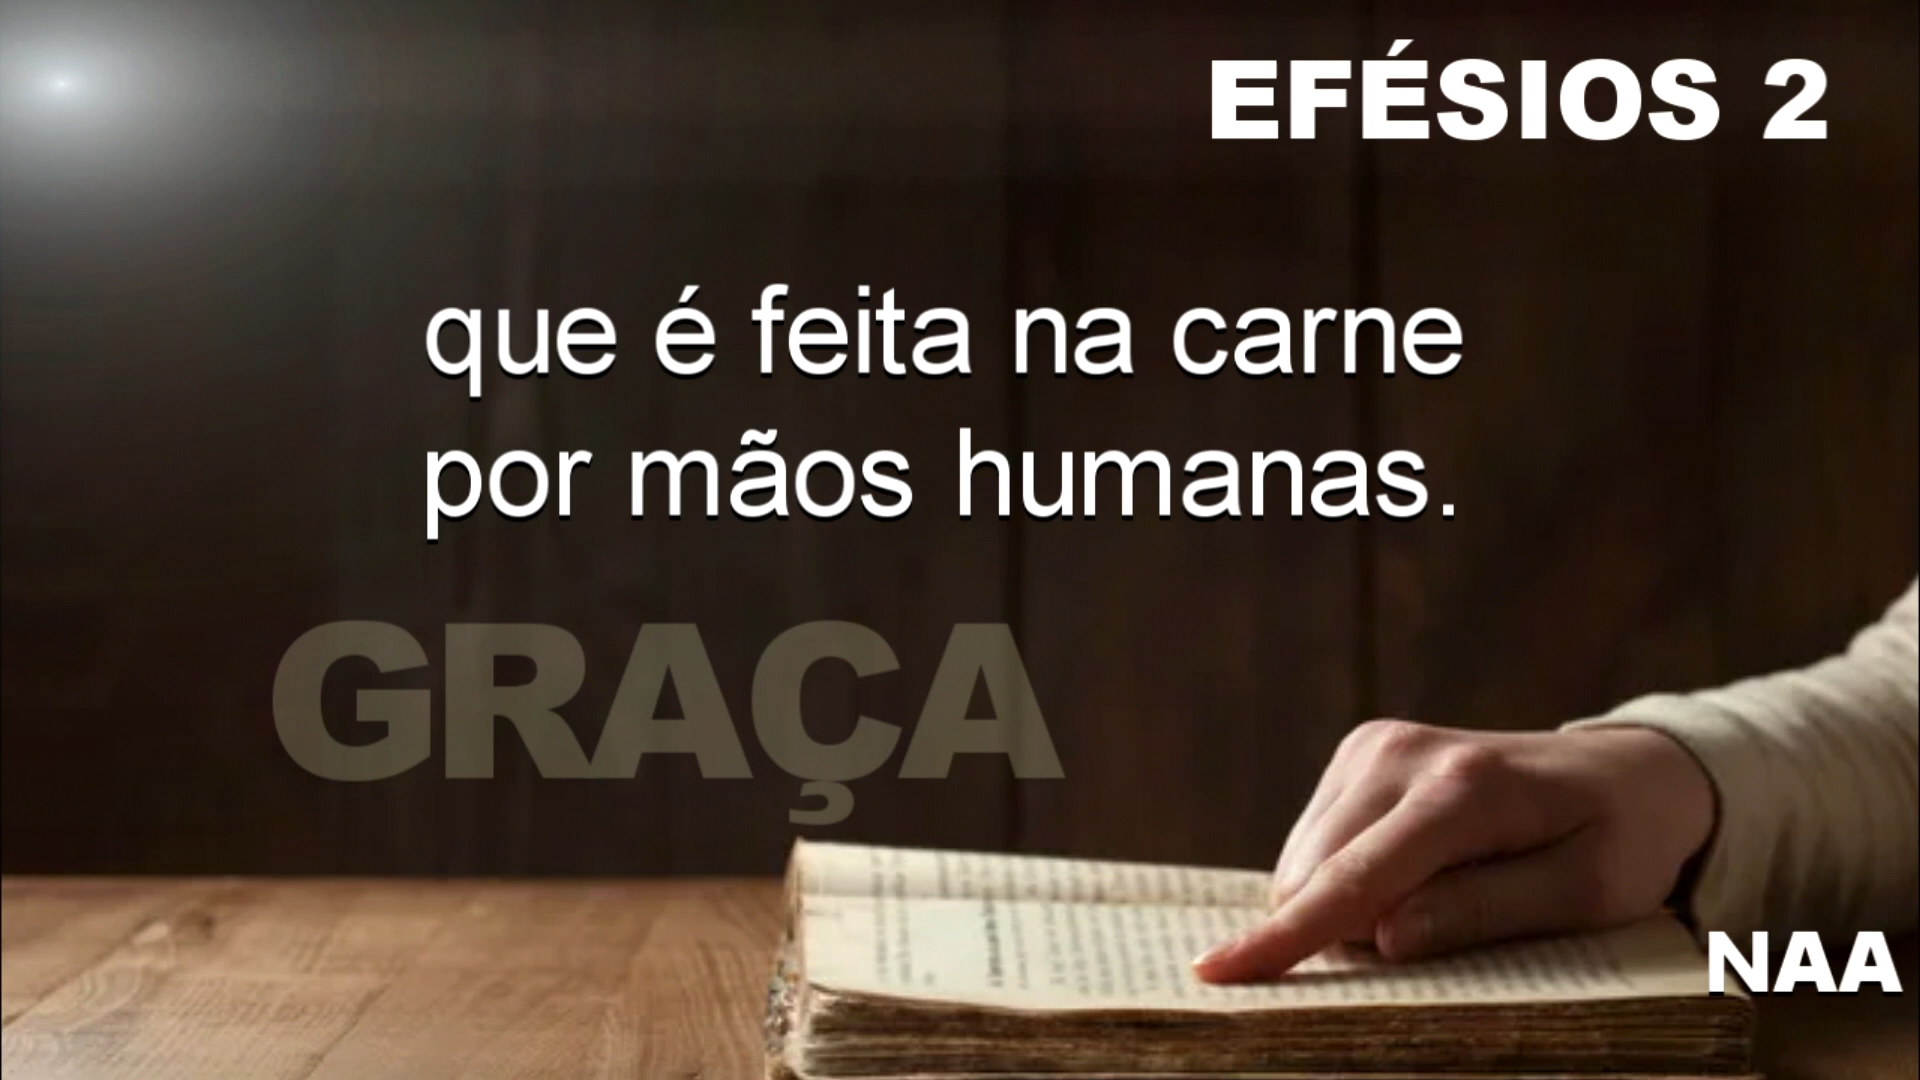 EFÉSIOS 2
que é feita na carne
por mãos humanas.
GRAÇA
NAA